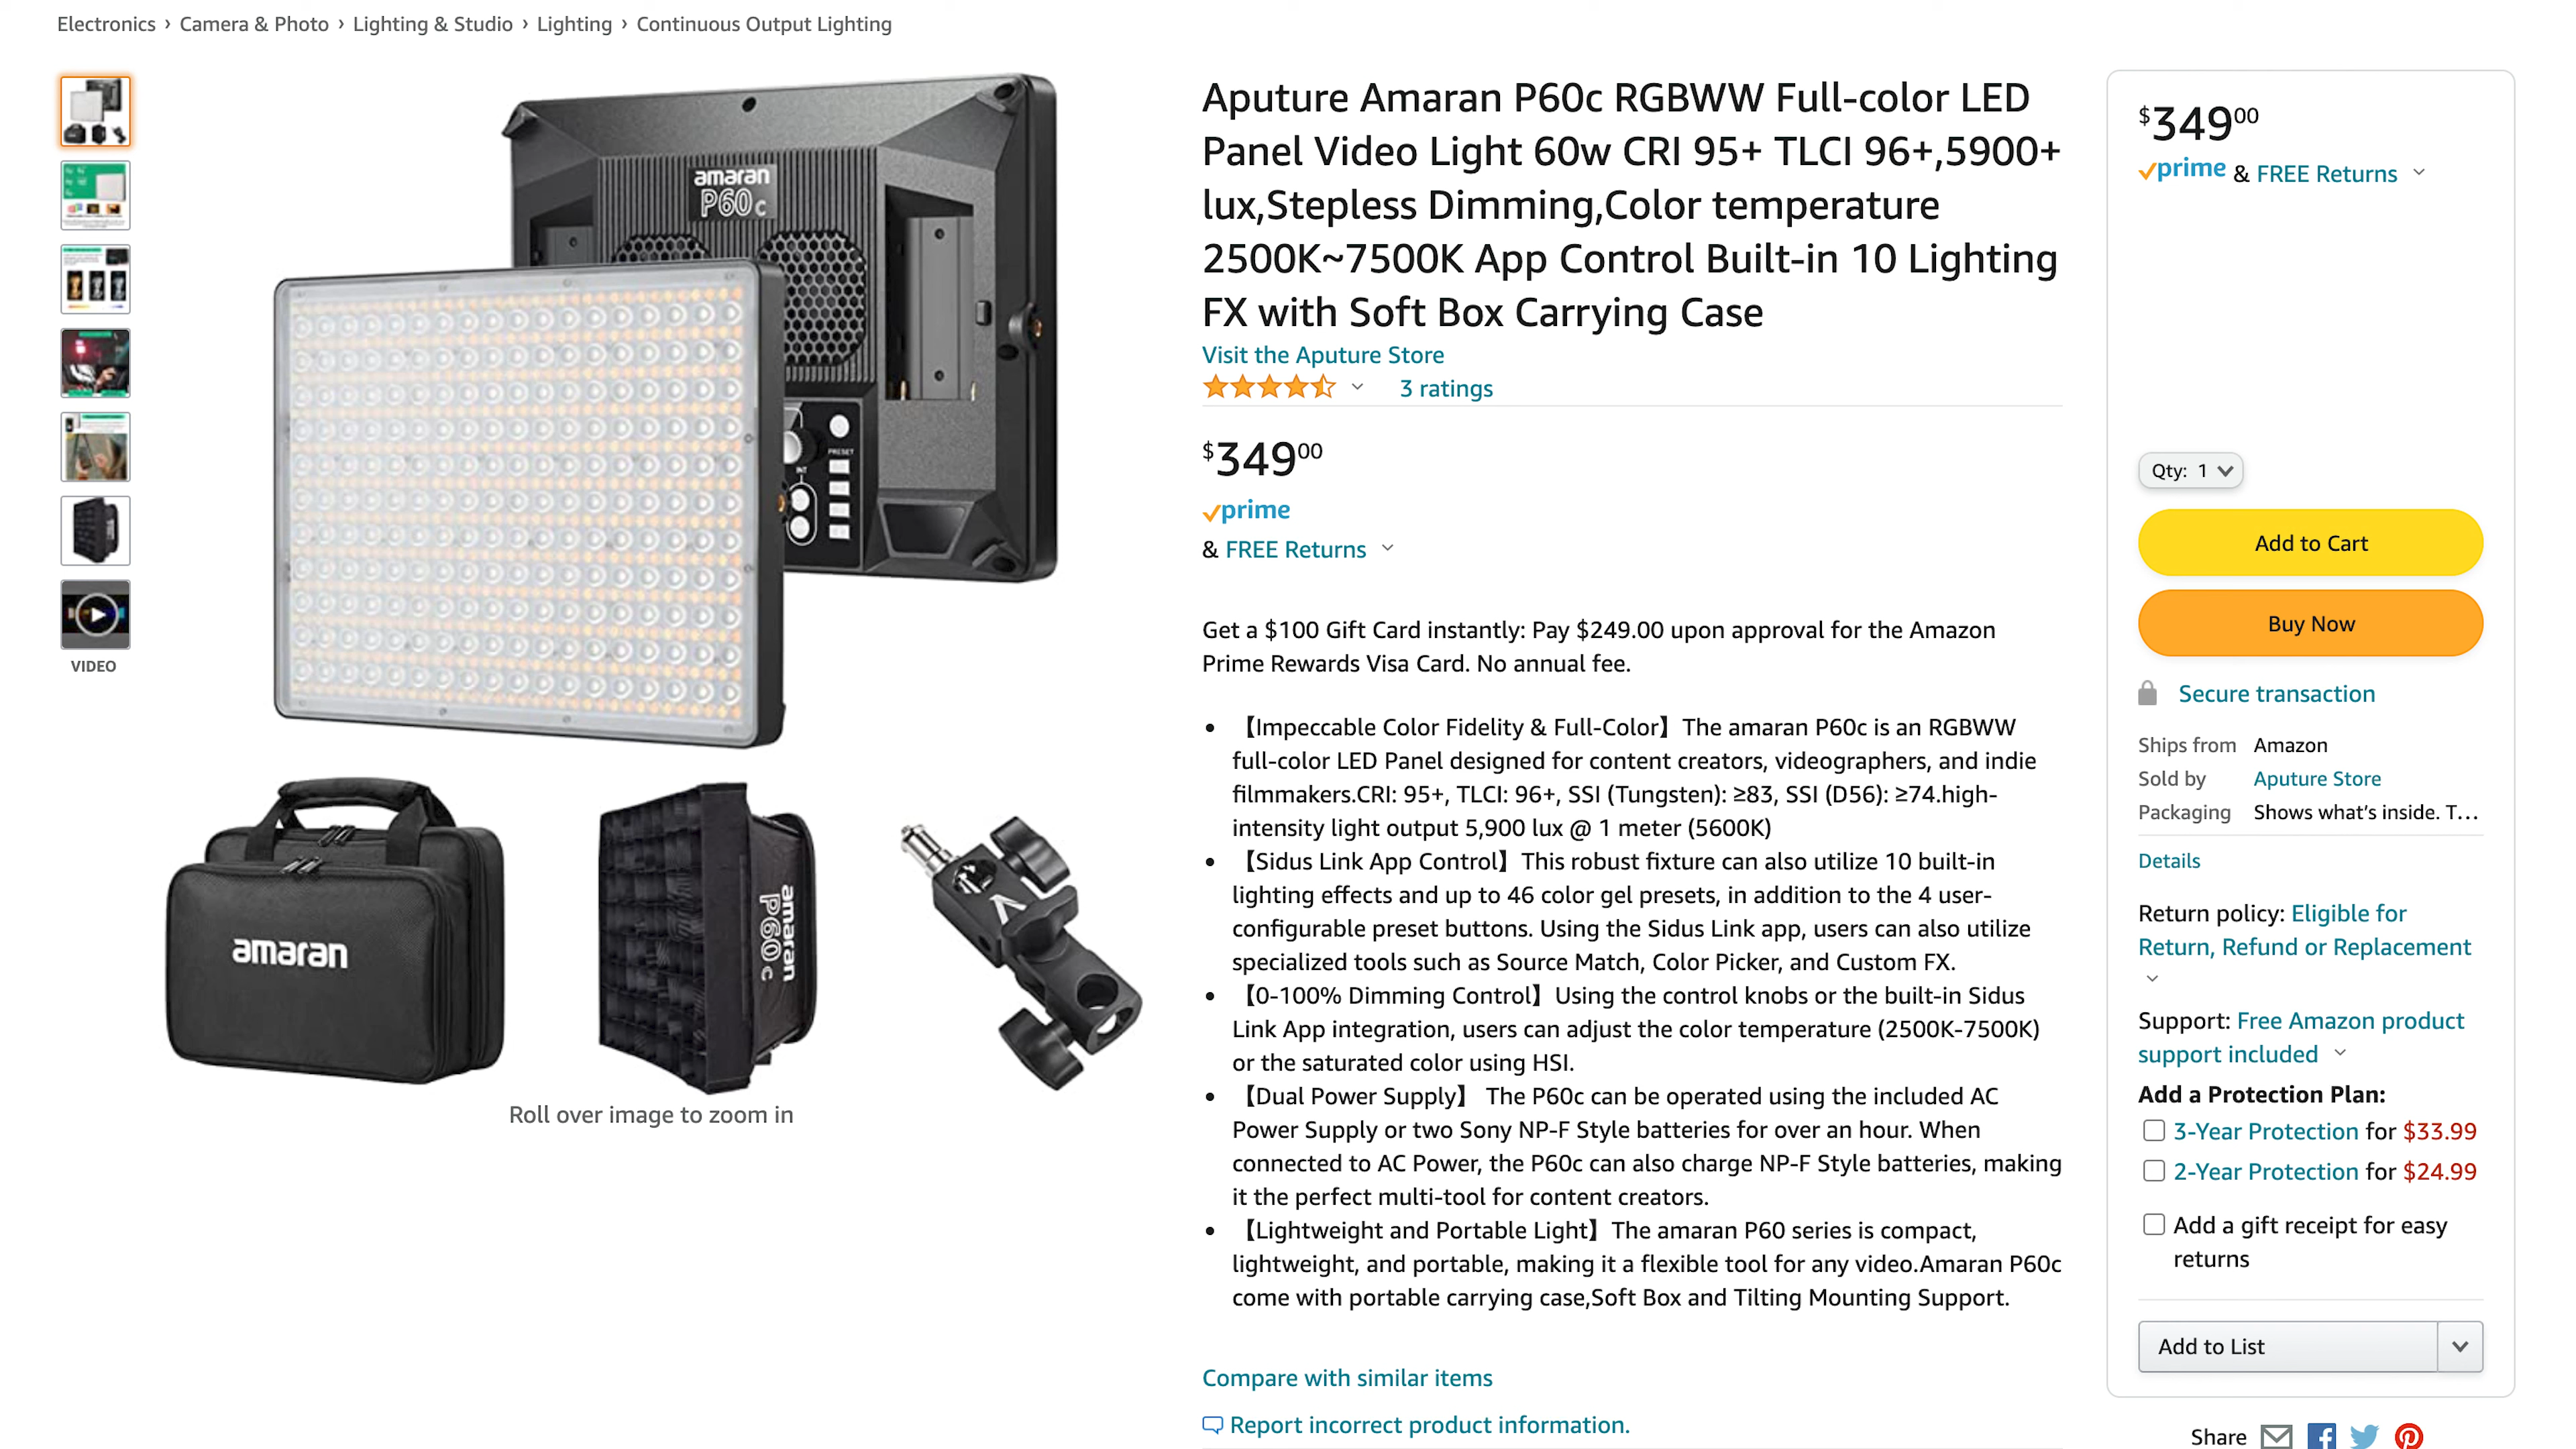 Electronics › Camera & Photo › Lighting & Studio › Lighting › Continuous Output Lighting
VIDEO
amaran
P60 c
PRESET
INT
amaran
amaran
P60 c
Roll over image to zoom in
Aputure Amaran P60c RGBWW Full-color LED
Panel Video Light 60w CRI 95+ TLCI 96+,5900+
lux,Stepless Dimming,Color temperature
2500K~7500K App Control Built-in 10 Lighting
FX with Soft Box Carrying Case
Visit the Aputure Store
3 ratings
$34900
prime
& FREE Returns
Get a $100 Gift Card instantly: Pay $249.00 upon approval for the Amazon
Prime Rewards Visa Card. No annual fee.
• 【Impeccable Color Fidelity & Full-Color】The amaran P60c is an RGBWW
full-color LED Panel designed for content creators, videographers, and indie
filmmakers.CRI: 95+, TLCI: 96+, SSI (Tungsten): ≥83, SSI (D56): ≥74.high-
intensity light output 5,900 lux @ 1 meter (5600K)
• 【Sidus Link App Control】This robust fixture can also utilize 10 built-in
lighting effects and up to 46 color gel presets, in addition to the 4 user-
configurable preset buttons. Using the Sidus Link app, users can also utilize
specialized tools such as Source Match, Color Picker, and Custom FX.
• 【0-100% Dimming Control】Using the control knobs or the built-in Sidus
Link App integration, users can adjust the color temperature (2500K-7500K)
or the saturated color using HSI.
• 【Dual Power Supply】 The P60c can be operated using the included AC
Power Supply or two Sony NP-F Style batteries for over an hour. When
connected to AC Power, the P60c can also charge NP-F Style batteries, making
it the perfect multi-tool for content creators.
• 【Lightweight and Portable Light】The amaran P60 series is compact,
lightweight, and portable, making it a flexible tool for any video.Amaran P60c
come with portable carrying case,Soft Box and Tilting Mounting Support.
Compare with similar items
Report incorrect product information.
$34900
prime & FREE Returns
Qty: 1
Add to Cart
Buy Now
Secure transaction
Ships from Amazon
Sold by Aputure Store
Packaging Shows what's inside. T…
Details
Return policy: Eligible for
Return, Refund or Replacement
Support: Free Amazon product
support included
Add a Protection Plan:
3-Year Protection for $33.99
2-Year Protection for $24.99
Add a gift receipt for easy
returns
Add to List
Share